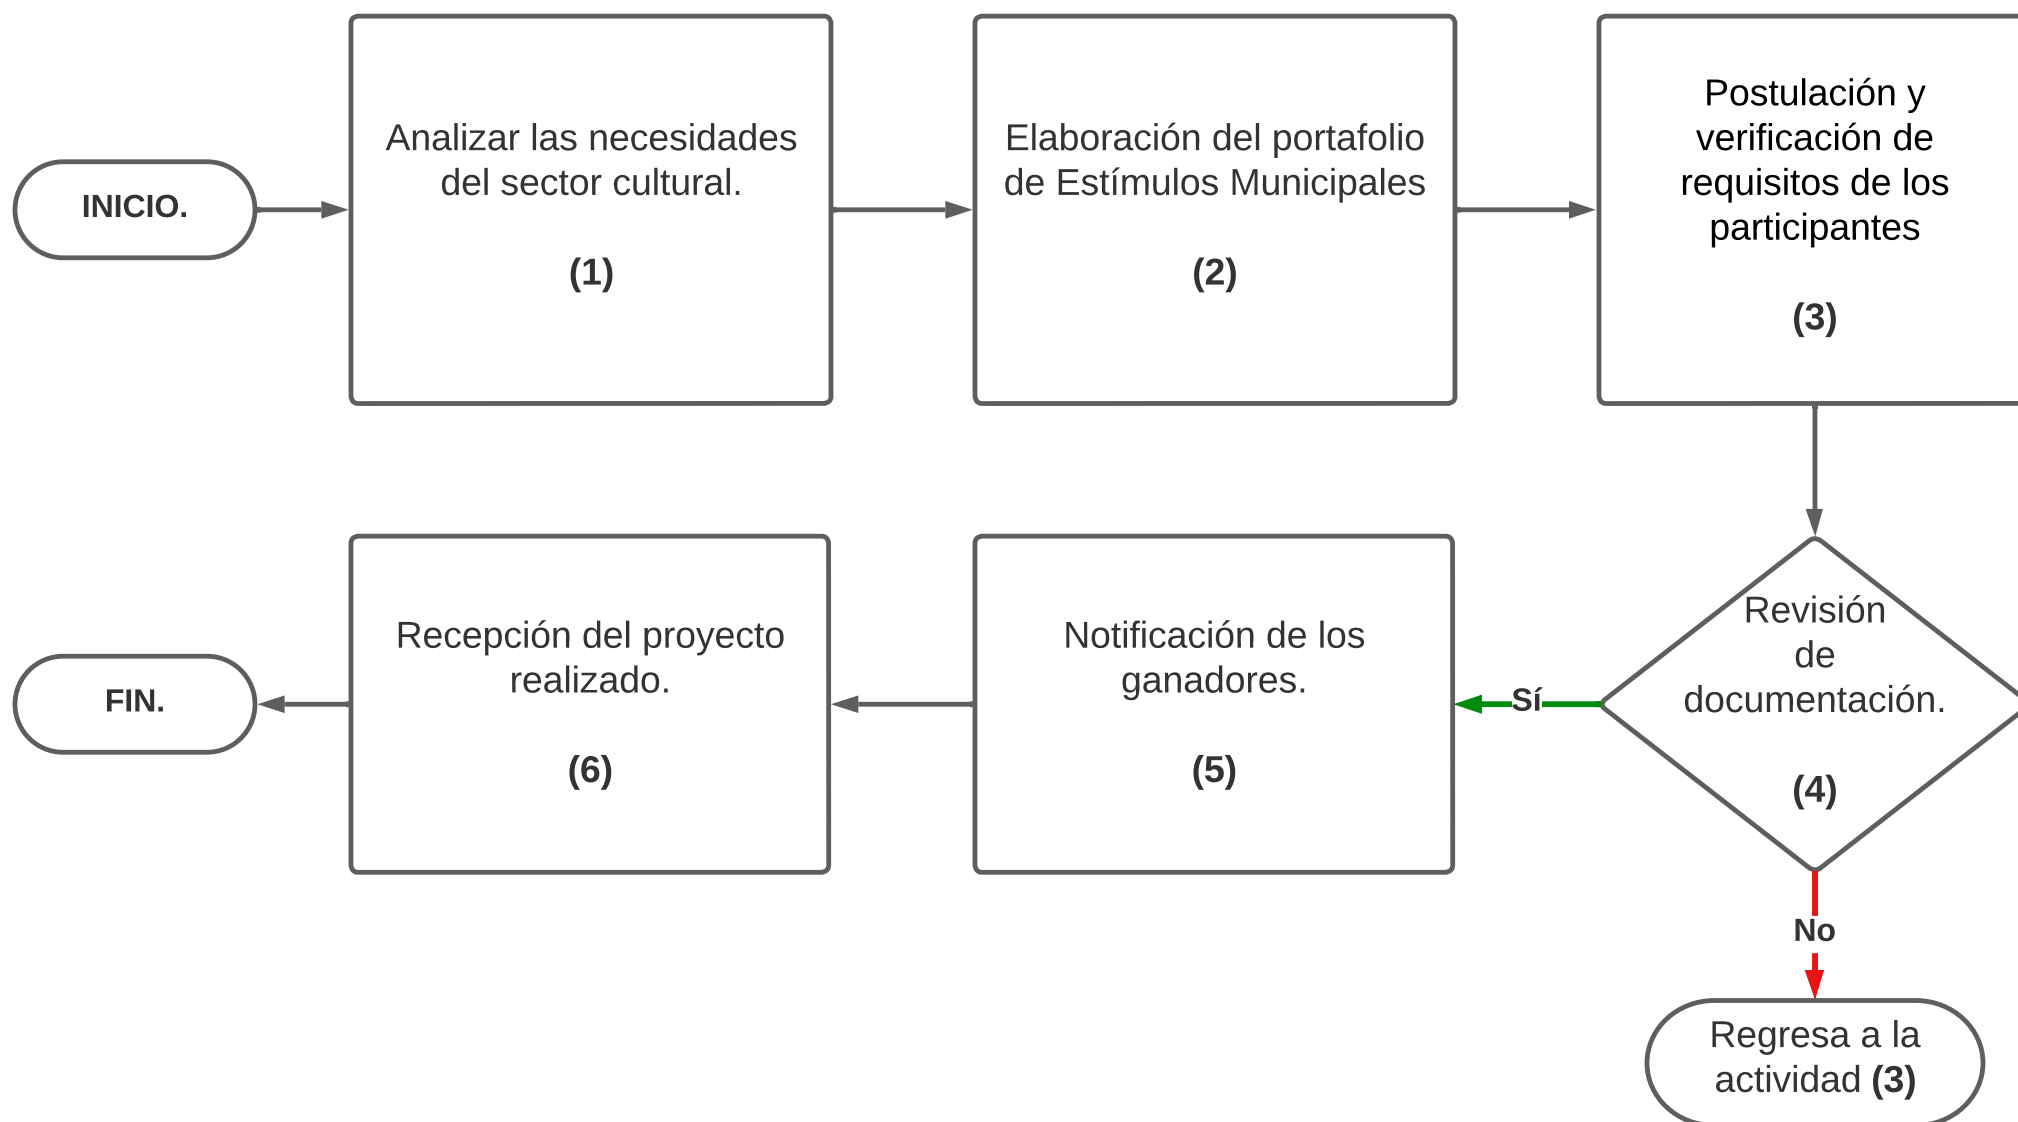 INICIO.
Analizar las necesidades
del sector cultural.
(1)
Elaboración del portafolio
de Estímulos Municipales
(2)
Postulación y
verificación de
requisitos de los
participantes
(3)
Revisión
de
documentación.
(4)
Sí
No
Regresa a la
actividad (3)
Notificación de los
ganadores.
(5)
Recepción del proyecto
realizado.
(6)
FIN.